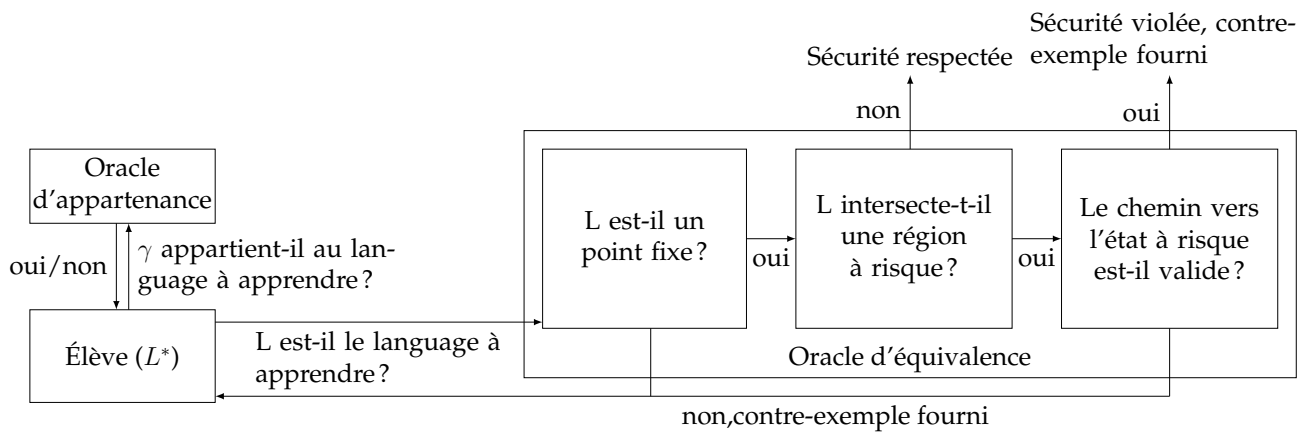 Sécurité violée, contre-
exemple fourni
Sécurité respectée
non
oui
Oracle
d'appartenance
oui/non
γ appartient-il au lan-
guage à apprendre ?
Élève (L*)
L est-il le language à
apprendre ?
L est-il un
point fixe ?
oui
L intersecte-t-il
une région
à risque ?
oui
Le chemin vers
l'état à risque
est-il valide ?
Oracle d'équivalence
non,contre-exemple fourni